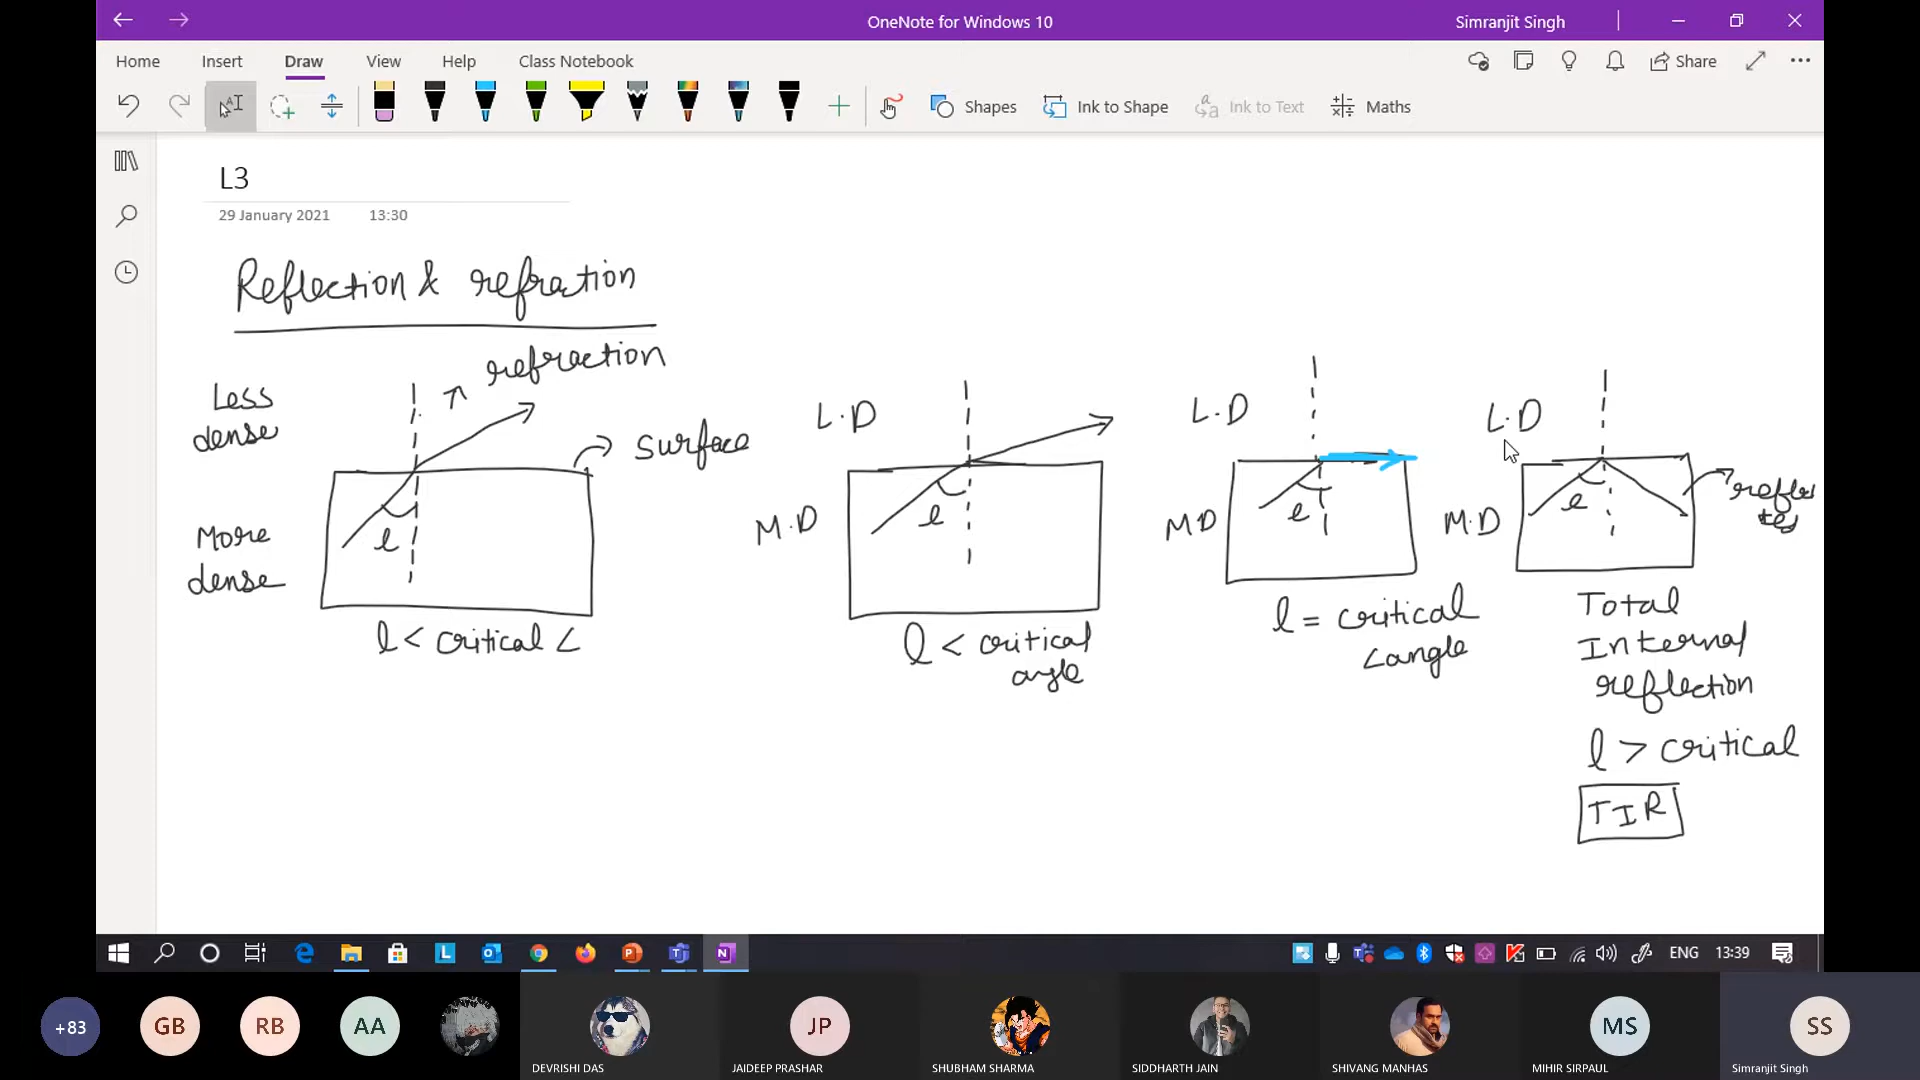 OneNote for Windows 10
Simranjit Singh
Home Insert Draw View Help Class Notebook
Share
Shapes Ink to Shape Ink to Text Maths
L3
29 January 2021 13:30
Reflection & refraction
refraction
Less
dense
surface
More
dense
i
i < critical <
L.D
M.D
i
i < critical
angle
L.D
MD
i
i = critical
<angle
L.D
M.D
i
reflec
tes
Total
Internal
reflection
i > critical
TIR
ENG 13:39
+83 GB RB AA JP MS SS
DEVRISHI DAS JAIDEEP PRASHAR SHUBHAM SHARMA SIDDHARTH JAIN SHIVANG MANHAS MIHIR SIRPAUL Simranjit Singh